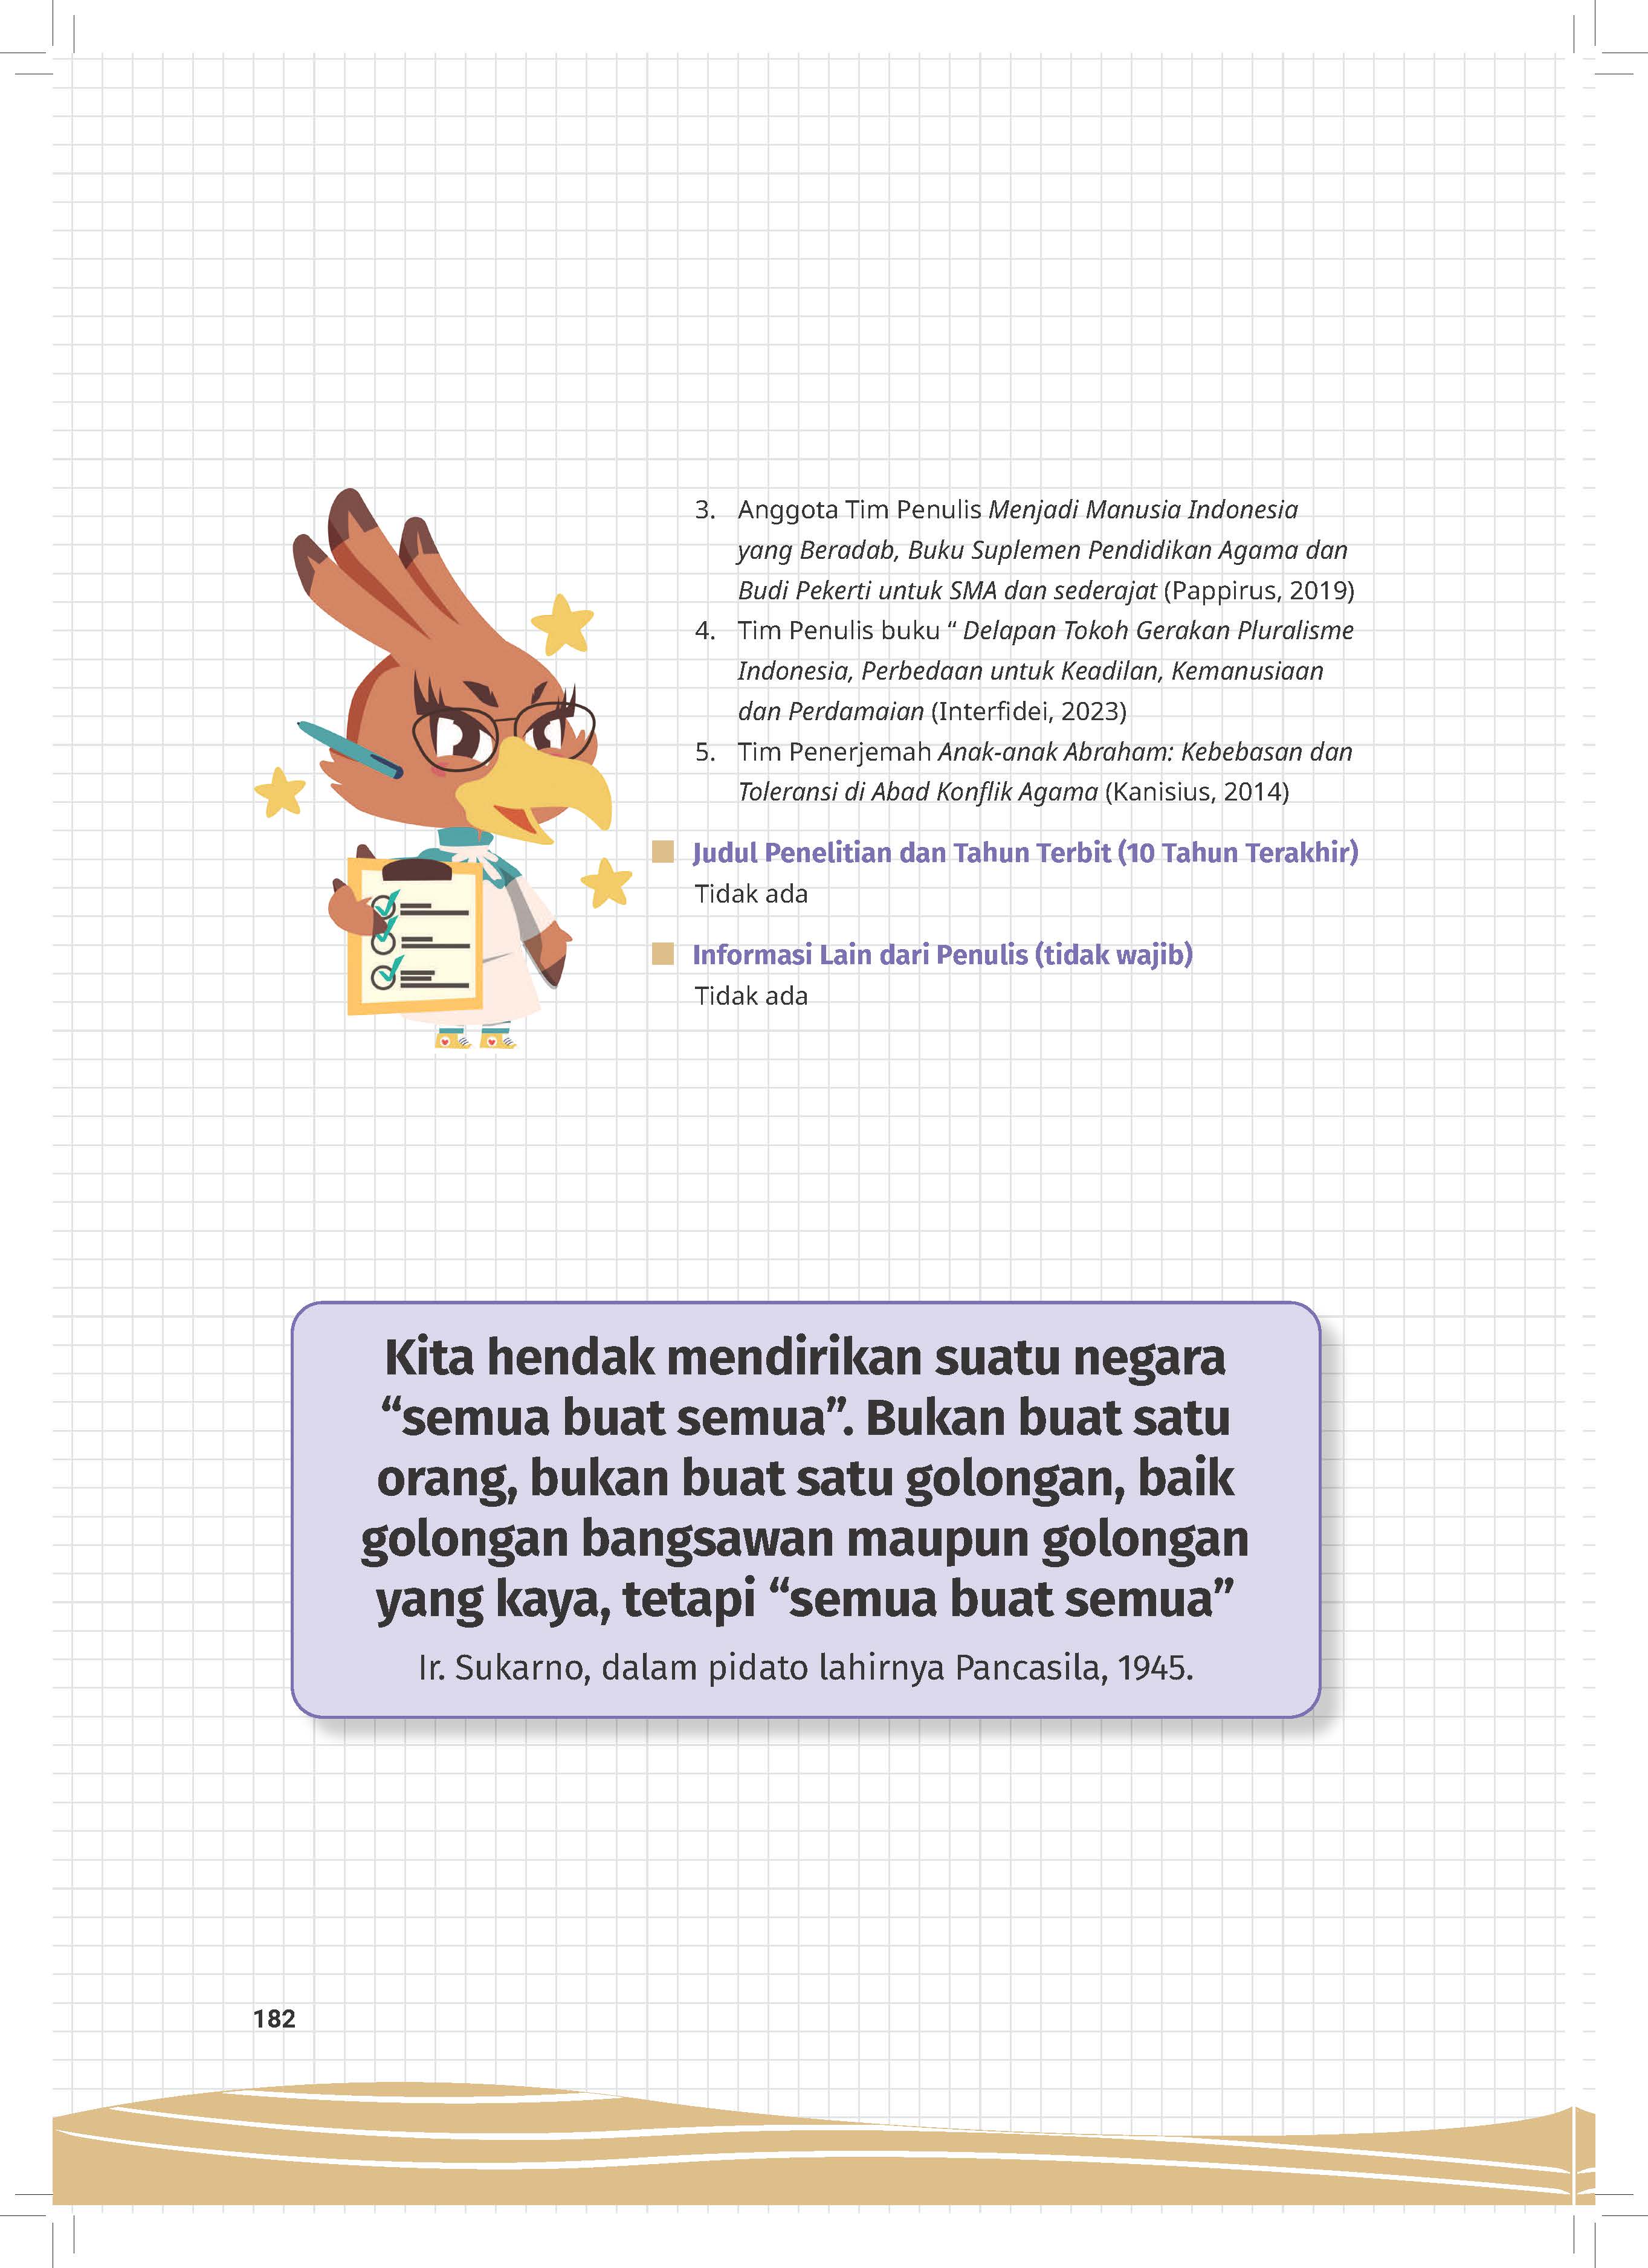 3. Anggota Tim Penulis Menjadi Manusia Indonesia
yang Beradab, Buku Suplemen Pendidikan Agama dan
Budi Pekerti untuk SMA dan sederajat (Pappirus, 2019)
4. Tim Penulis buku “ Delapan Tokoh Gerakan Pluralisme
Indonesia, Perbedaan untuk Keadilan, Kemanusiaan
dan Perdamaian (Interfidei, 2023)
5. Tim Penerjemah Anak-anak Abraham: Kebebasan dan
Toleransi di Abad Konflik Agama (Kanisius, 2014)
Judul Penelitian dan Tahun Terbit (10 Tahun Terakhir)
Tidak ada
Informasi Lain dari Penulis (tidak wajib)
Tidak ada
Kita hendak mendirikan suatu negara
“semua buat semua”. Bukan buat satu
orang, bukan buat satu golongan, baik
golongan bangsawan maupun golongan
yang kaya, tetapi “semua buat semua”
Ir. Sukarno, dalam pidato lahirnya Pancasila, 1945.
182